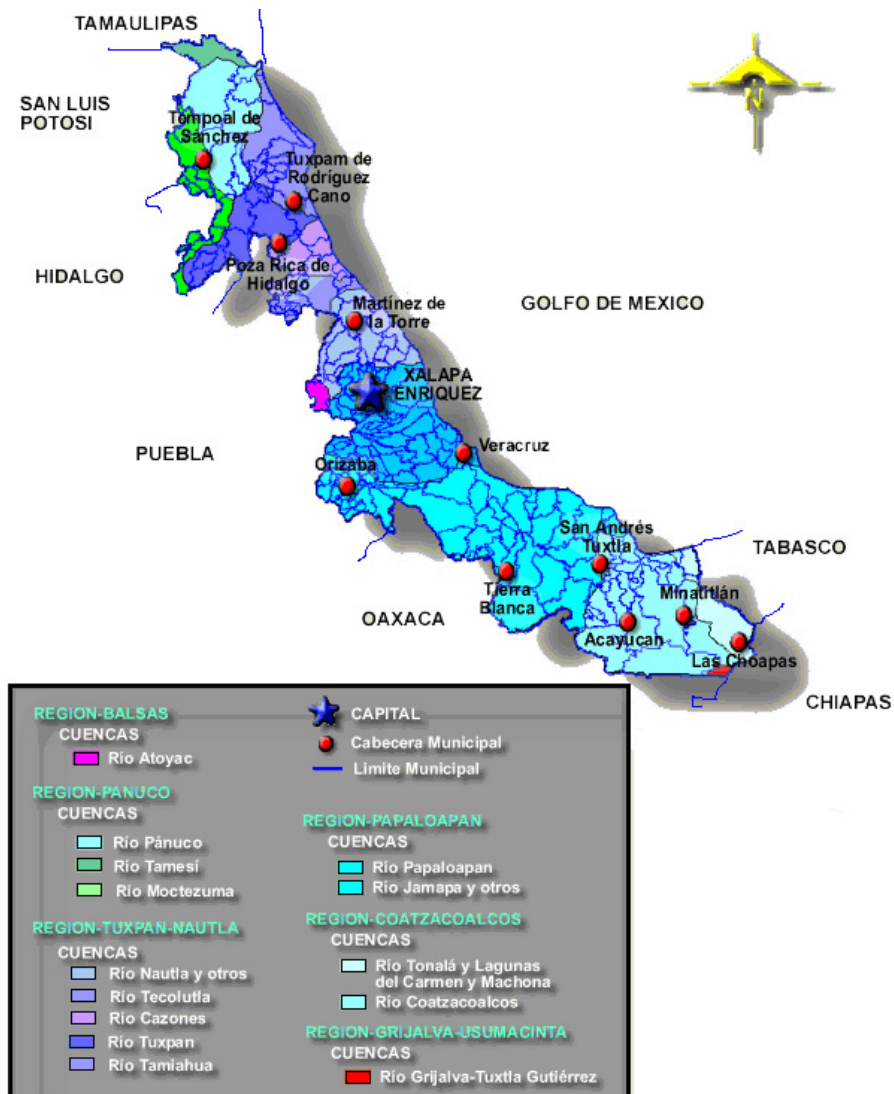 TAMAULIPAS
SAN LUIS
POTOSI
Tempoal de
Sánchez
Tuxpam de
Rodríguez
Cano
N
HIDALGO
Poza Rica de
Hidalgo
GOLFO DE MEXICO
Martínez de
la Torre
XALAPA
ENRIQUEZ
PUEBLA
Veracruz
Orizaba
San Andrés
Tuxtla
TABASCO
Tierra
Blanca
Minatitlán
OAXACA
Acayucan
Las Choapas
CHIAPAS
REGION-BALSAS
CUENCAS
Río Atoyac
REGION-PANUCO
CUENCAS
Río Pánuco
Río Tamesí
Río Moctezuma
REGION-TUXPAN-NAUTLA
CUENCAS
Río Nautla y otros
Río Tecolutla
Río Cazones
Río Tuxpan
Río Tamiahua
CAPITAL
Cabecera Municipal
Limite Municipal
REGION-PAPALOAPAN
CUENCAS
Río Papaloapan
Río Jamapa y otros
REGION-COATZACOALCOS
CUENCAS
Río Tonalá y Lagunas
del Carmen y Machona
Río Coatzacoalcos
REGION-GRIJALVA-USUMACINTA
CUENCAS
Río Grijalva-Tuxtla Gutiérrez